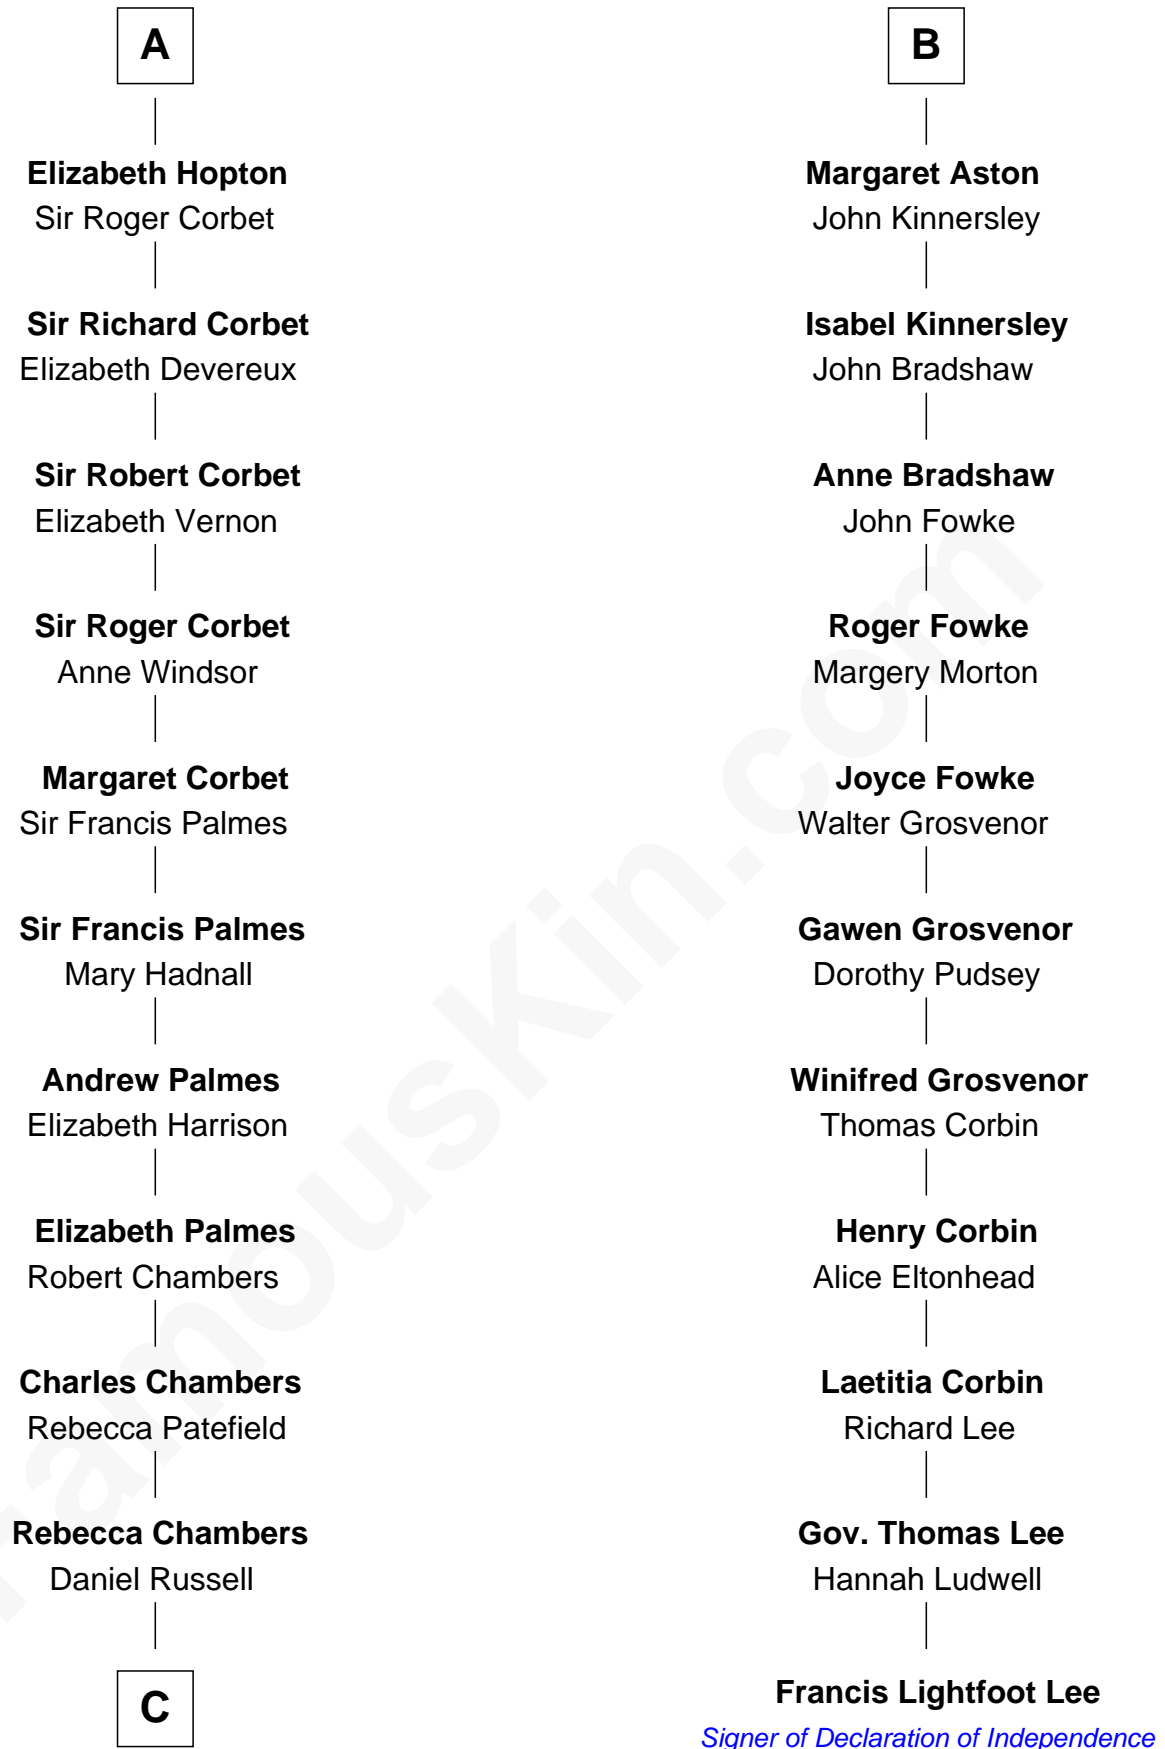 A
Elizabeth Hopton
Sir Roger Corbet
Sir Richard Corbet
Elizabeth Devereux
Sir Robert Corbet
Elizabeth Vernon
Sir Roger Corbet
Anne Windsor
Margaret Corbet
Sir Francis Palmes
Sir Francis Palmes
Mary Hadnall
Andrew Palmes
Elizabeth Harrison
Elizabeth Palmes
Robert Chambers
Charles Chambers
Rebecca Patefield
Rebecca Chambers
Daniel Russell
C
B
Margaret Aston
John Kinnersley
Isabel Kinnersley
John Bradshaw
Anne Bradshaw
John Fowke
Roger Fowke
Margery Morton
Joyce Fowke
Walter Grosvenor
Gawen Grosvenor
Dorothy Pudsey
Winifred Grosvenor
Thomas Corbin
Henry Corbin
Alice Eltonhead
Laetitia Corbin
Richard Lee
Gov. Thomas Lee
Hannah Ludwell
Francis Lightfoot Lee
Signer of Declaration of Independence
FamousKin.com